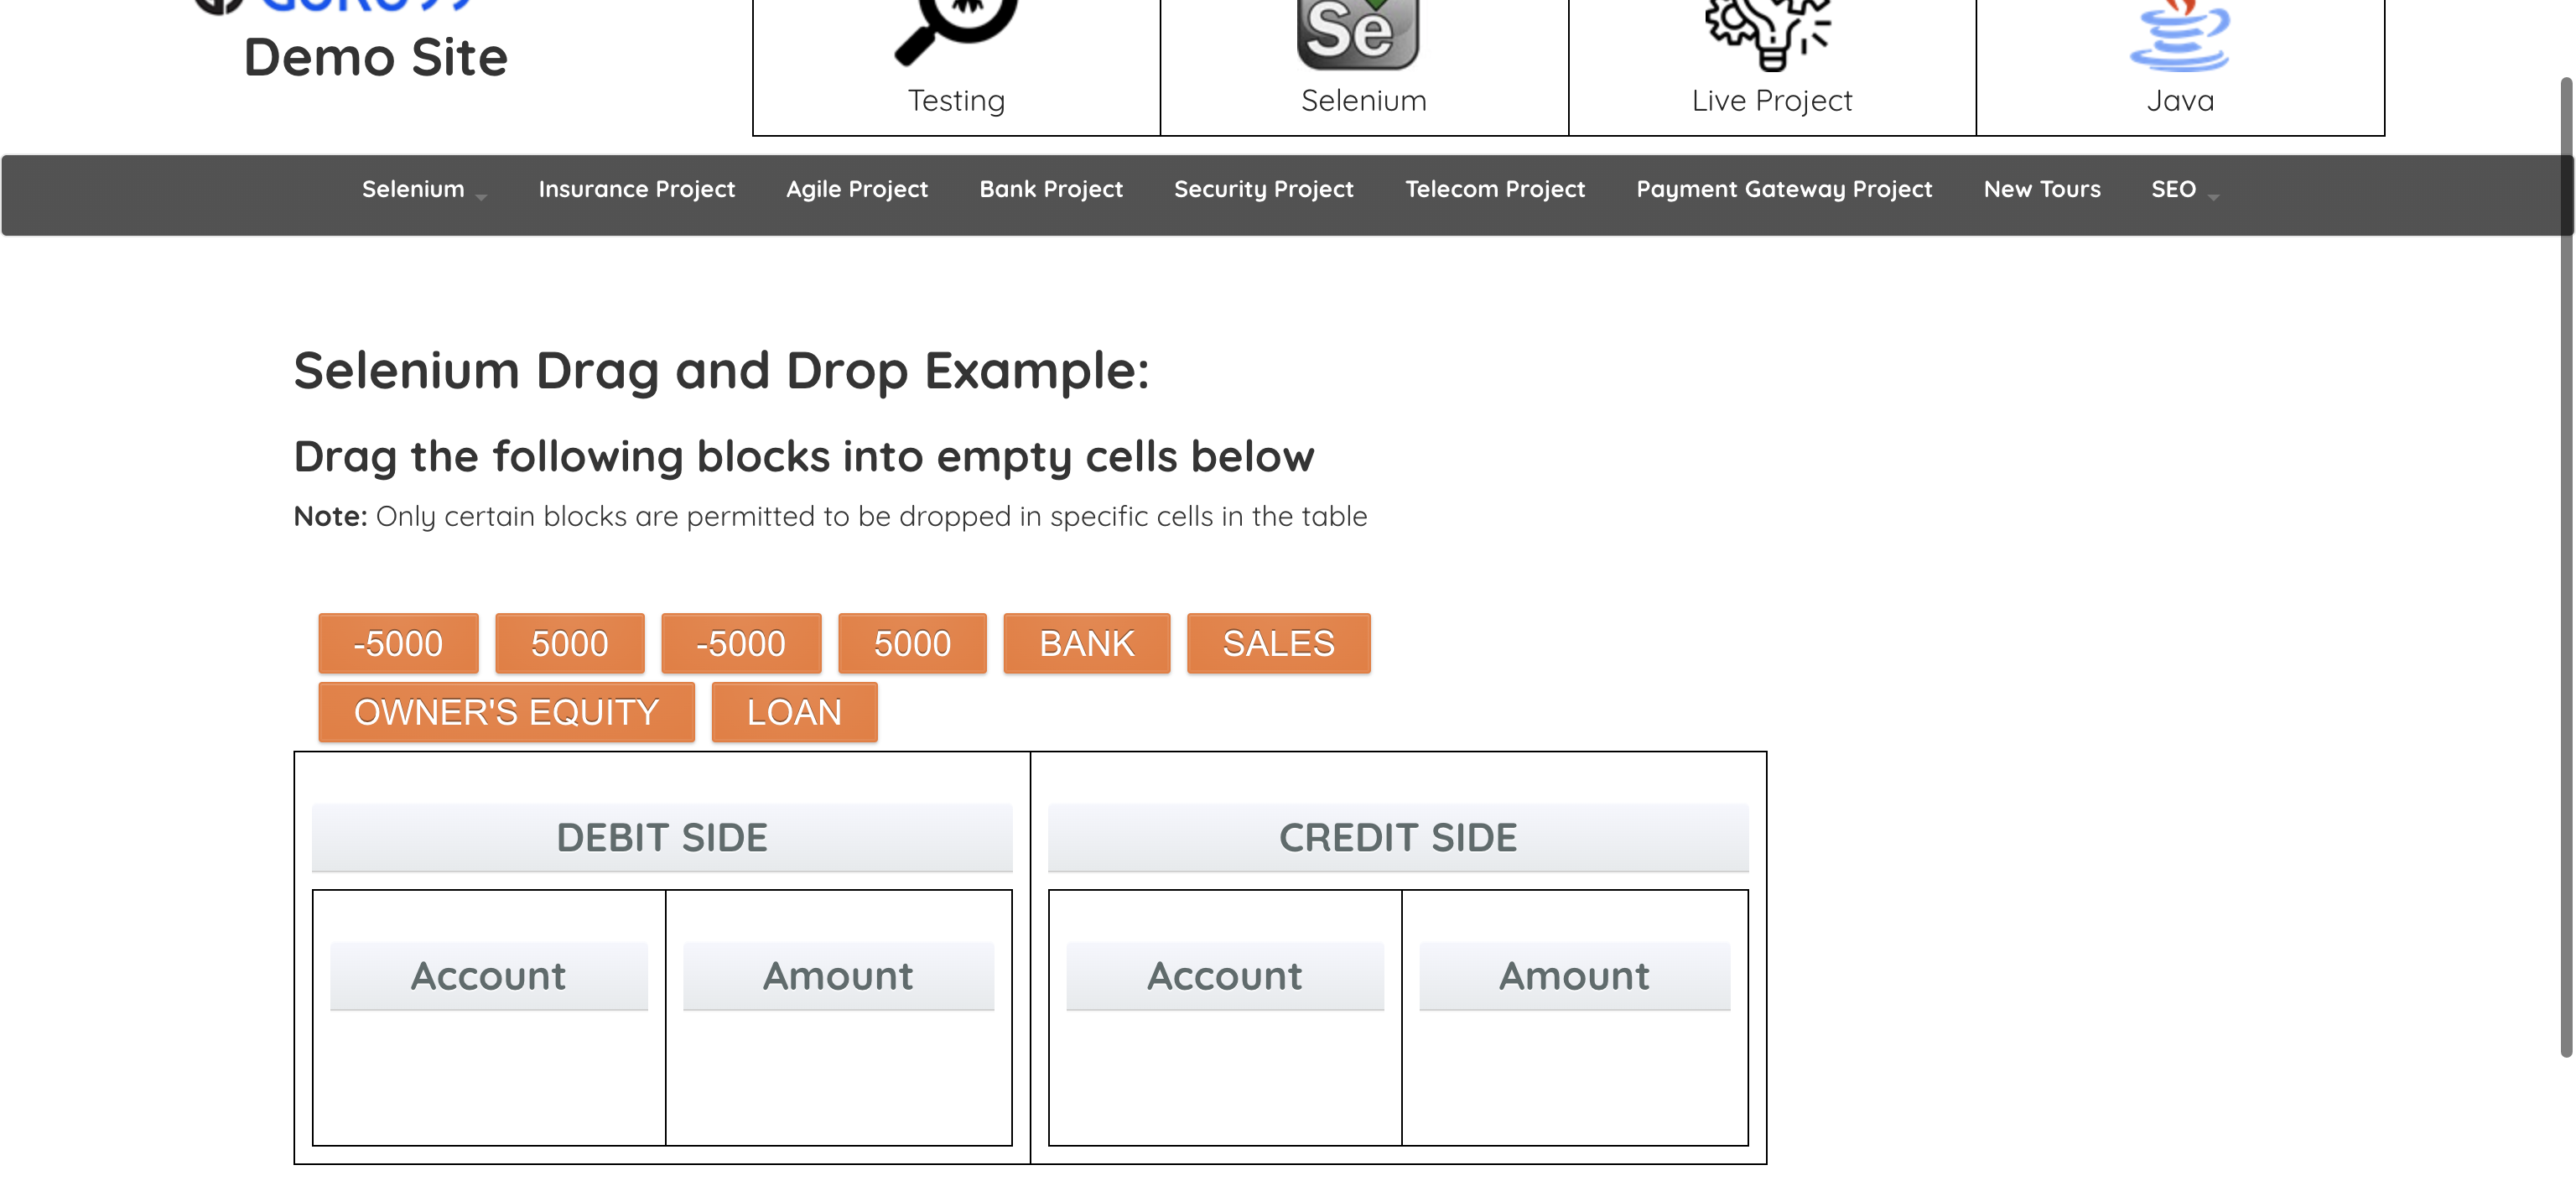 Demo Site
Se
Testing
Selenium
Live Project
Java
Selenium Insurance Project Agile Project Bank Project Security Project Telecom Project Payment Gateway Project New Tours SEO
Selenium Drag and Drop Example:
Drag the following blocks into empty cells below
Note: Only certain blocks are permitted to be dropped in specific cells in the table
-5000 5000 -5000 5000 BANK SALES
OWNER'S EQUITY LOAN
DEBIT SIDE CREDIT SIDE
Account Amount Account Amount